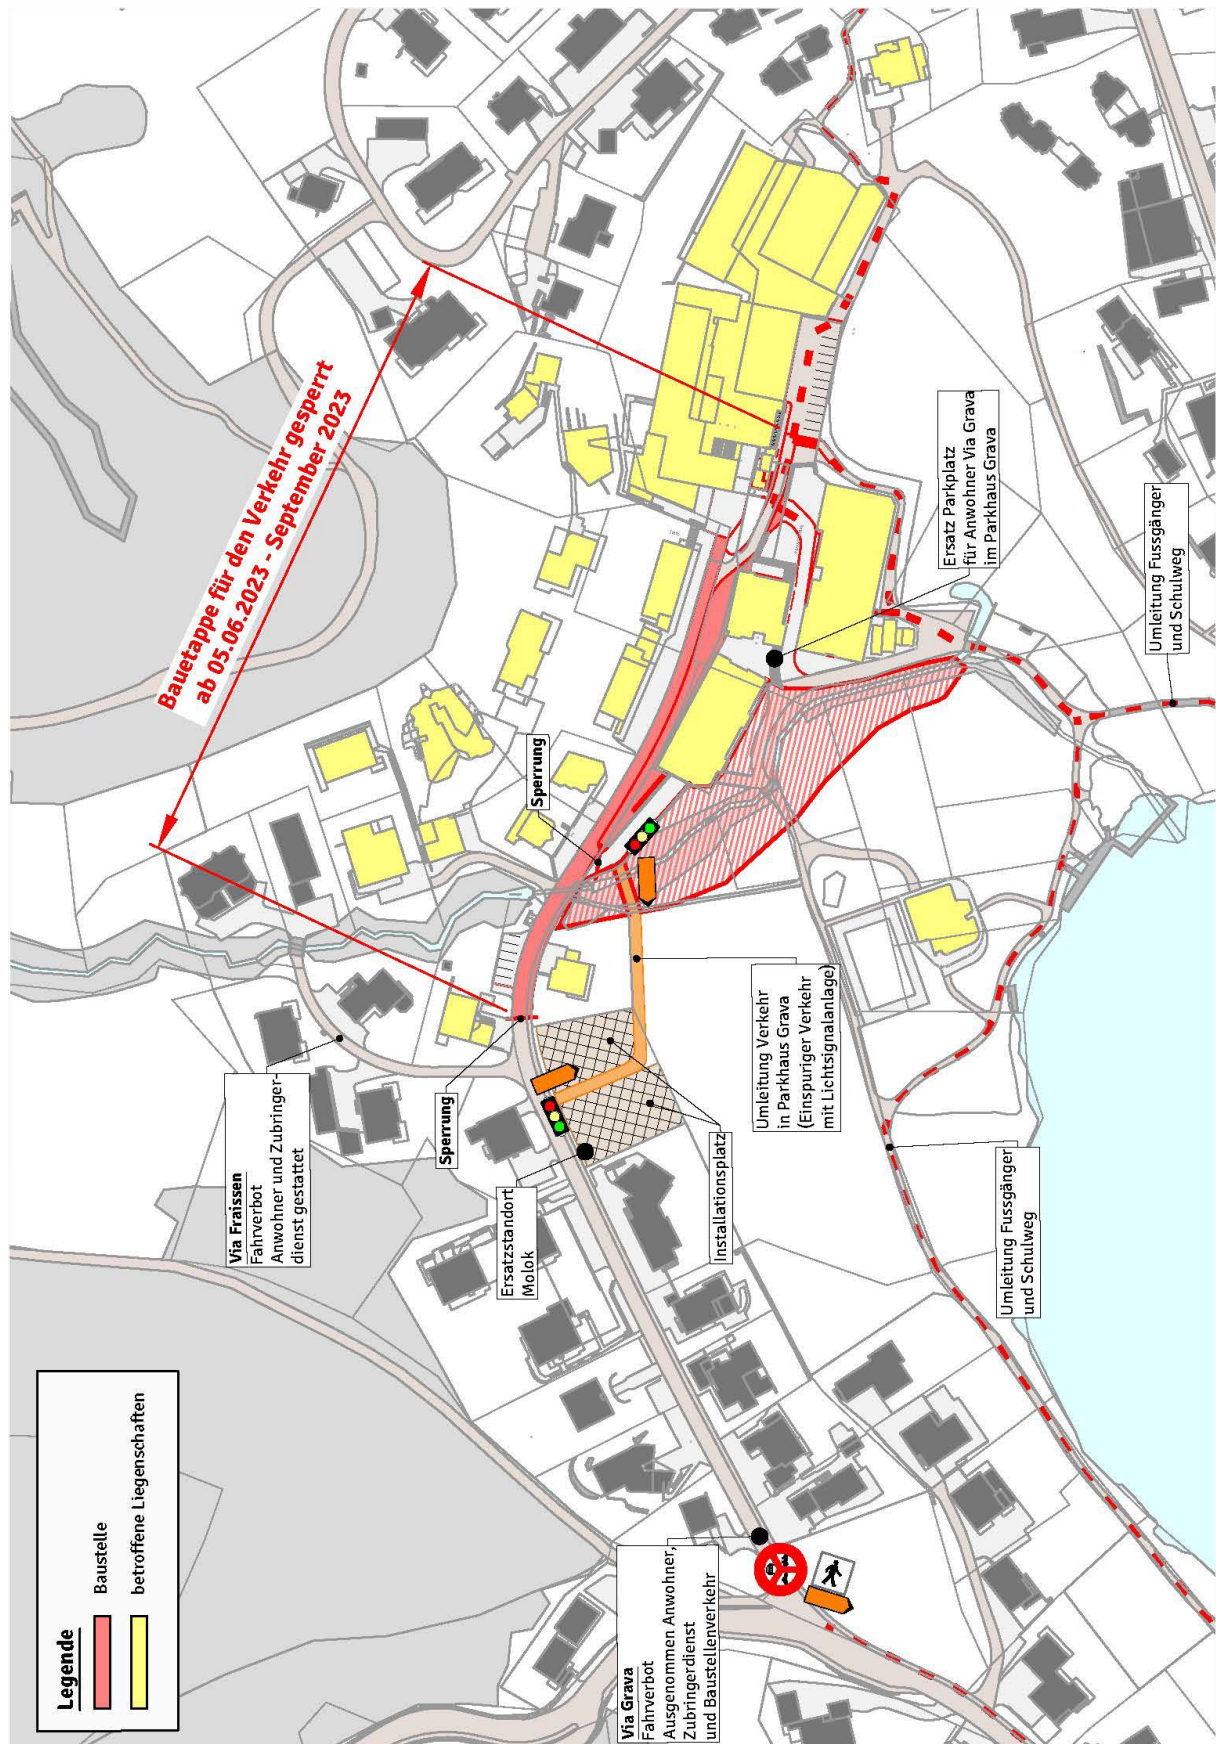 Legende
Baustelle
betroffene Liegenschaften
Bauetappe für den Verkehr gesperrt
ab 05.06.2023 - September 2023
Via Fraissen
Fahrverbot
Anwohner und Zubringer-
dienst gestattet
Sperrung
Sperrung
Ersatzstandort
Molok
Installationsplatz
Umleitung Verkehr
in Parkhaus Grava
(Einspuriger Verkehr
mit Lichtsignalanlage)
Ersatz Parkplatz
für Anwohner Via Grava
im Parkhaus Grava
Umleitung Fussgänger
und Schulweg
Umleitung Fussgänger
und Schulweg
Via Grava
Fahrverbot
Ausgenommen Anwohner,
Zubringerdienst
und Baustellenverkehr